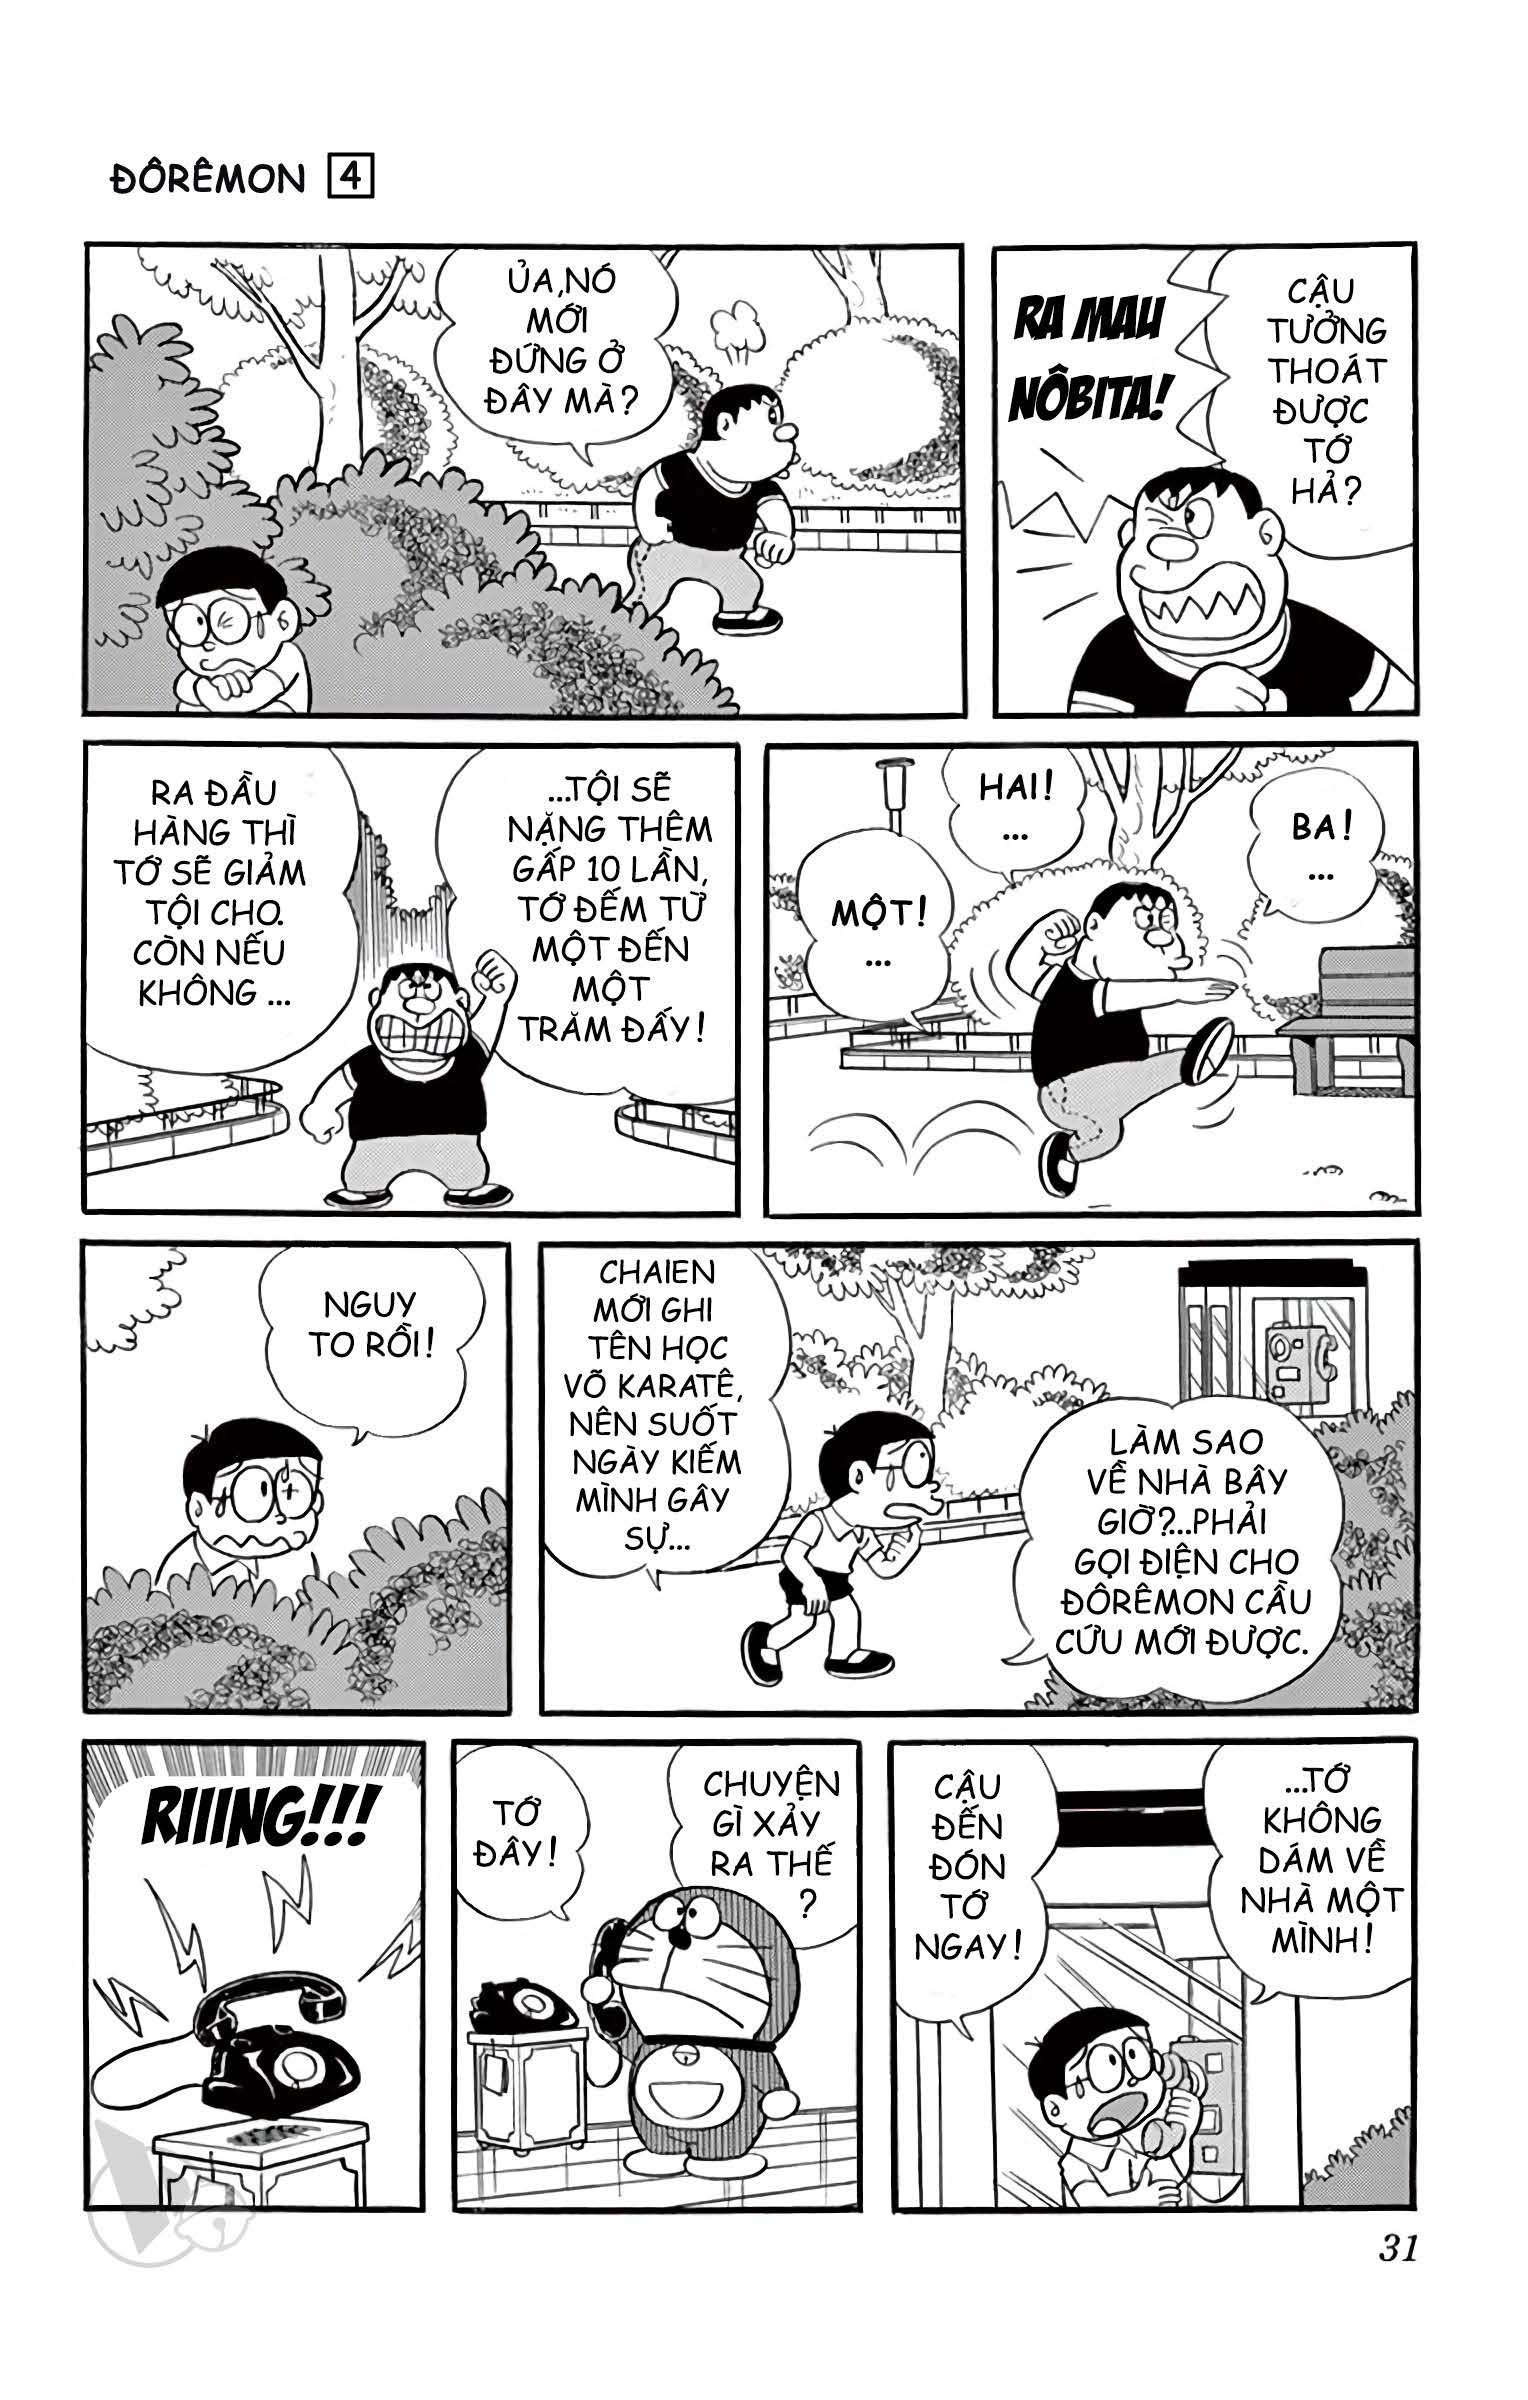 ĐÔRÊMON 4
ỦA,NÓ
MỚI
ĐỨNG Ở
ĐÂY MÀ?
RA MAU
NÔBITA!
CẬU
TƯỞNG
THOÁT
ĐƯỢC
TỚ
HẢ?
RA ĐẦU
HÀNG THÌ
TỚ SẼ GIẢM
TỘI CHO.
CÒN NẾU
KHÔNG ...
...TỘI SẼ
NẶNG THÊM
GẤP 10 LẦN,
TỚ ĐẾM TỪ
MỘT ĐẾN
MỘT
TRĂM ĐẤY!
MỘT!
...
HAI!
...
BA!
...
NGUY
TO RỒI!
CHAIEN
MỚI GHI
TÊN HỌC
VÕ KARATÊ,
NÊN SUỐT
NGÀY KIẾM
MÌNH GÂY
SỰ...
LÀM SAO
VỀ NHÀ BÂY
GIỜ?...PHẢI
GỌI ĐIỆN CHO
ĐÔRÊMON CẦU
CỨU MỚI ĐƯỢC.
RIIING!!!
TỚ
ĐÂY!
CHUYỆN
GÌ XẢY
RA THẾ
?
CẬU
ĐẾN
ĐÓN
TỚ
NGAY!
...TỚ
KHÔNG
DÁM VỀ
NHÀ MỘT
MÌNH!
31